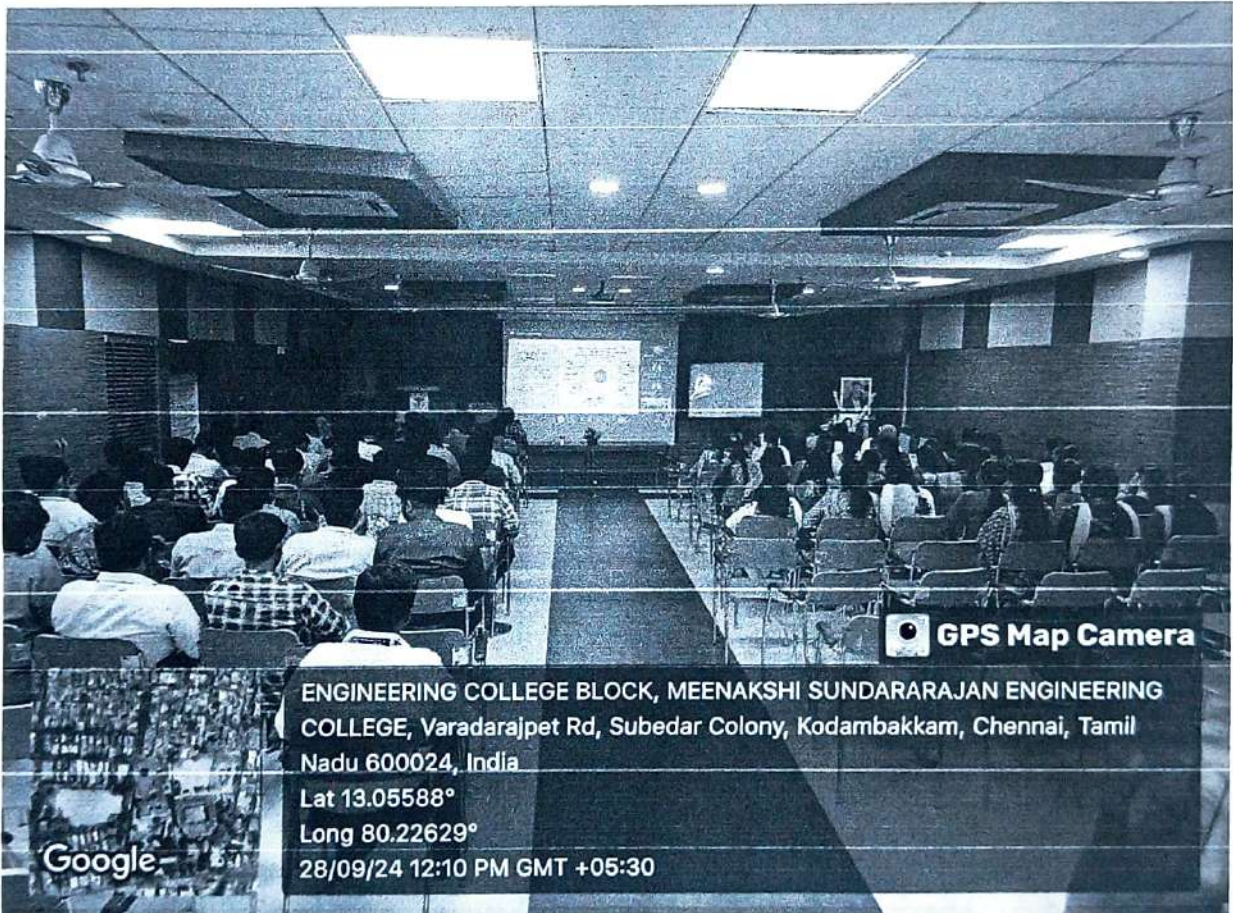 GPS Map Camera
ENGINEERING COLLEGE BLOCK, MEENAKSHI SUNDARARAJAN ENGINEERING
COLLEGE, Varadarajpet Rd, Subedar Colony, Kodambakkam, Chennai, Tamil
Nadu 600024, India
Lat 13.05588°
Long 80.22629°
28/09/24 12:10 PM GMT +05:30
Google